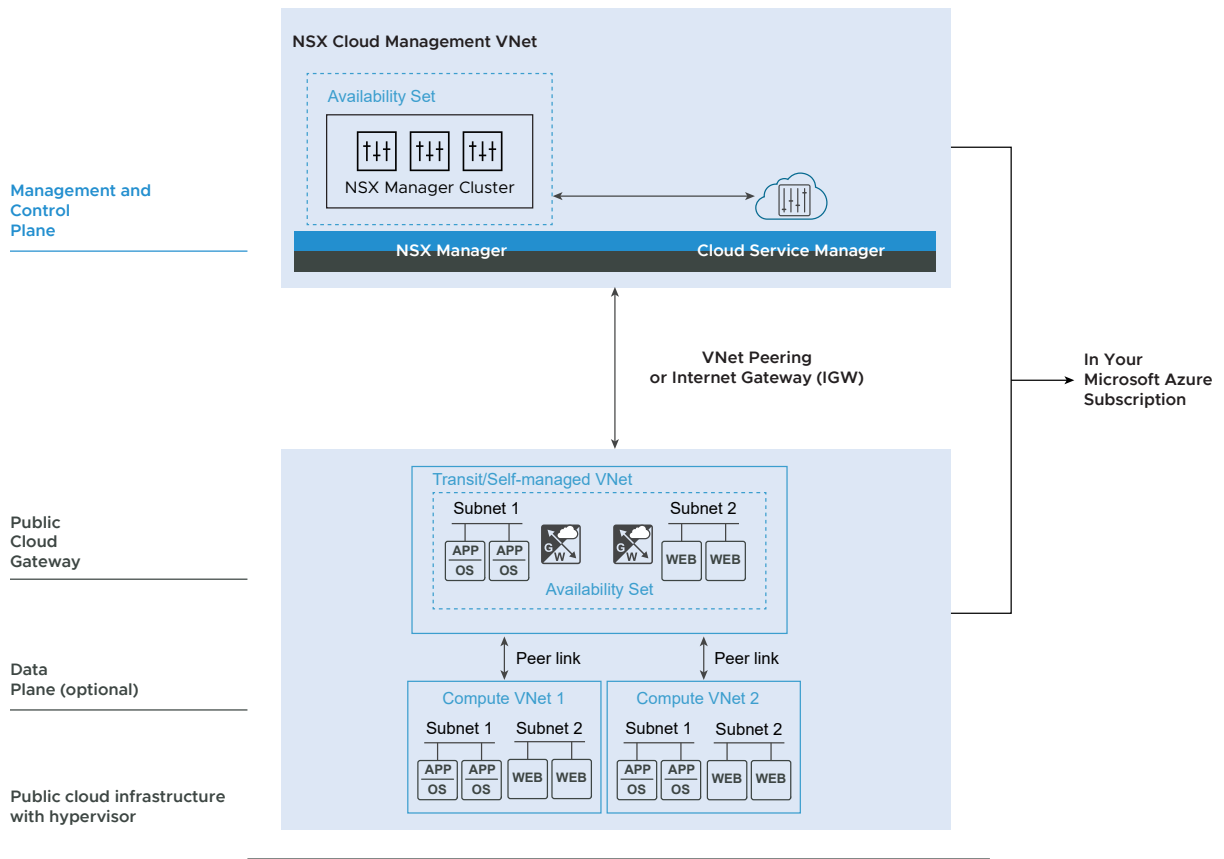 NSX Cloud Management VNet
Availability Set
NSX Manager Cluster
Management and
Control
Plane
NSX Manager
Cloud Service Manager
VNet Peering
or Internet Gateway (IGW)
In Your
Microsoft Azure
Subscription
Transit/Self-managed VNet
Subnet 1
Subnet 2
APP
OS
APP
OS
G
W
G
W
WEB
WEB
Availability Set
Public
Cloud
Gateway
Peer link
Peer link
Data
Plane (optional)
Compute VNet 1
Subnet 1
Subnet 2
APP
OS
APP
OS
WEB
WEB
Compute VNet 2
Subnet 1
Subnet 2
APP
OS
APP
OS
WEB
WEB
Public cloud infrastructure
with hypervisor